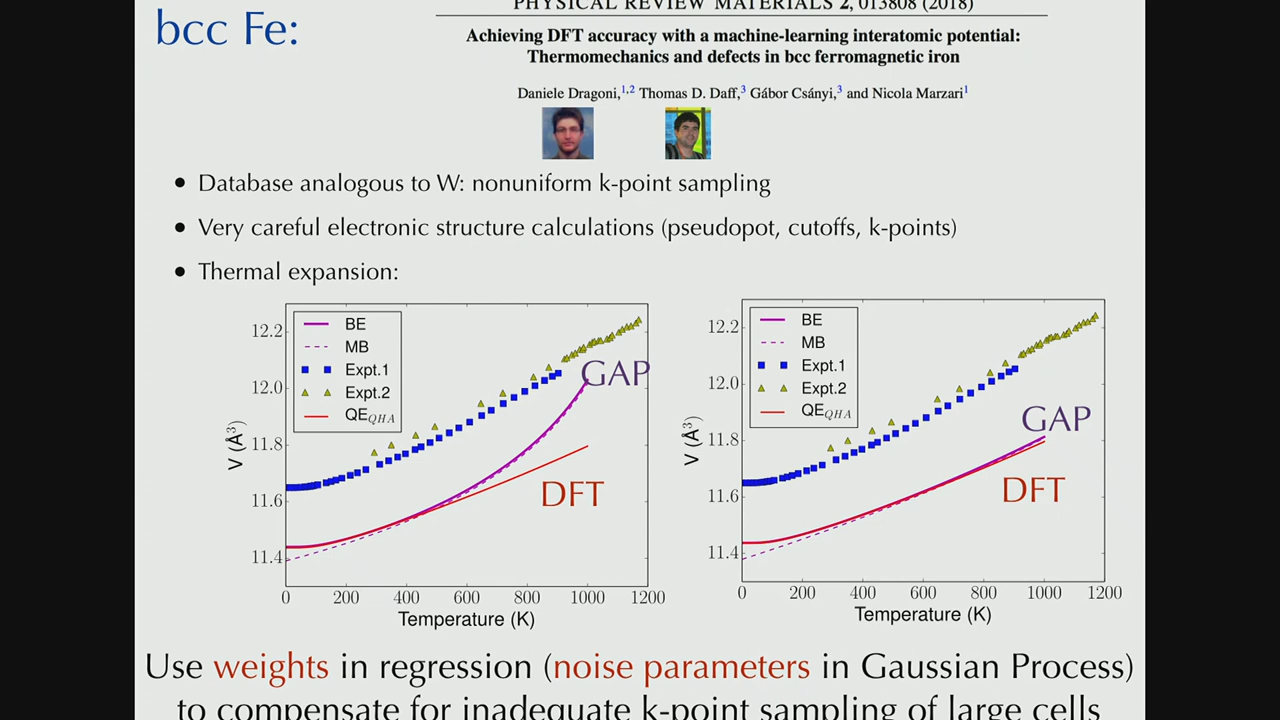 PHYSICAL REVIEW MATERIALS 2, 013808 (2018)
bcc Fe:
Achieving DFT accuracy with a machine-learning interatomic potential:
Thermomechanics and defects in bcc ferromagnetic iron
Daniele Dragoni,1,2 Thomas D. Daff,3 Gábor Csányi,3 and Nicola Marzari1
• Database analogous to W: nonuniform k-point sampling
• Very careful electronic structure calculations (pseudopot, cutoffs, k-points)
• Thermal expansion:
BE
MB
Expt.1
Expt.2
QE_QHA
GAP
DFT
12.2
12.0
11.8
11.6
11.4
V (Å3)
0 200 400 600 800 1000 1200
Temperature (K)
BE
MB
Expt.1
Expt.2
QE_QHA
GAP
DFT
12.2
12.0
11.8
11.6
11.4
V (Å3)
0 200 400 600 800 1000 1200
Temperature (K)
Use weights in regression (noise parameters in Gaussian Process)
to compensate for inadequate k-point sampling of large cells